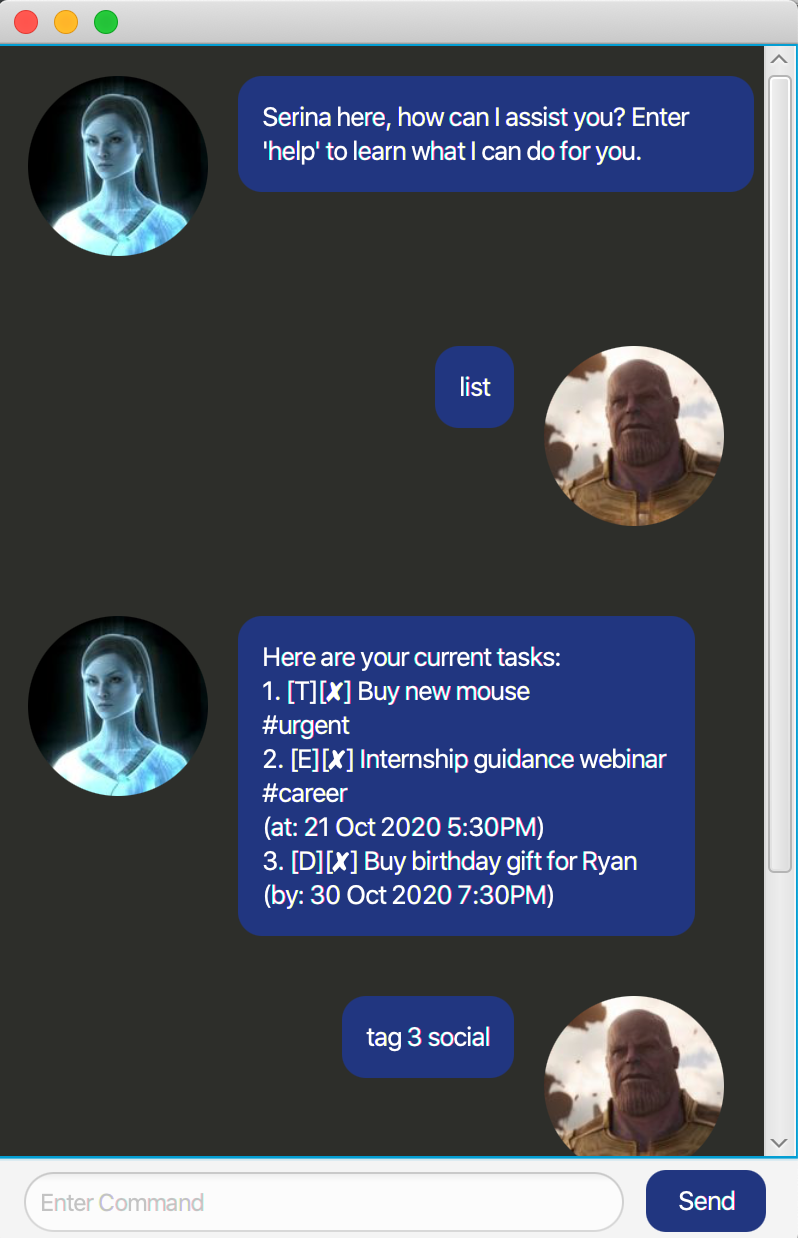 Serina here, how can I assist you? Enter
'help' to learn what I can do for you.
list
Here are your current tasks:
1. [T][✘] Buy new mouse
#urgent
2. [E][✘] Internship guidance webinar
#career
(at: 21 Oct 2020 5:30PM)
3. [D][✘] Buy birthday gift for Ryan
(by: 30 Oct 2020 7:30PM)
tag 3 social
Enter Command
Send